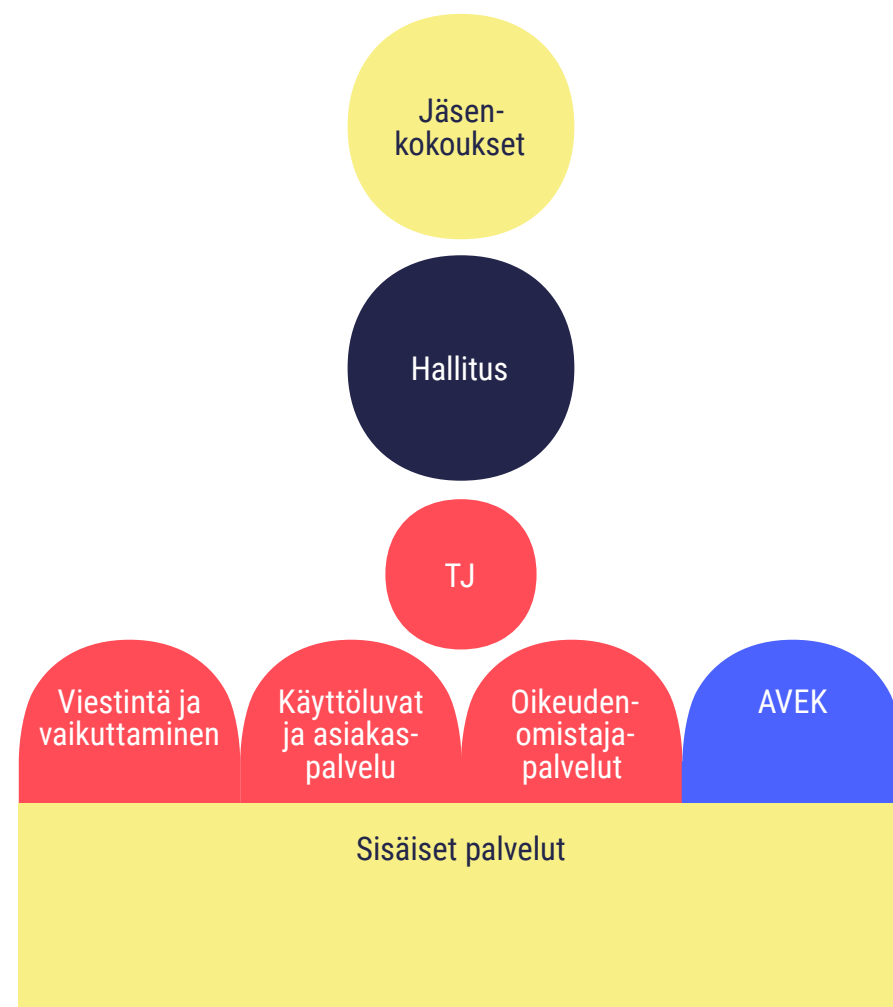 Jäsen-
kokoukset
Hallitus
TJ
Viestintä ja
vaikuttaminen
Käyttöluvat
ja asiakas-
palvelu
Oikeuden-
omistaja-
palvelut
AVEK
Sisäiset palvelut